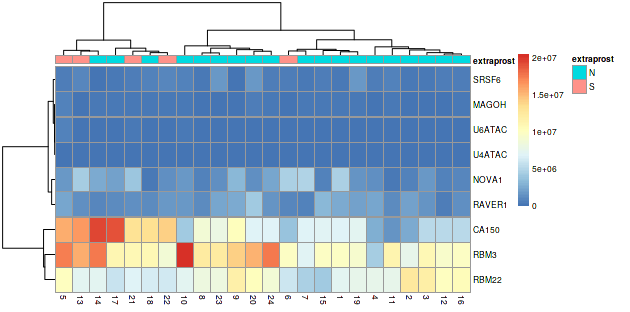 extraprost
SRSF6
MAGOH
U6ATAC
U4ATAC
NOVA1
RAVER1
CA150
RBM3
RBM22
5 13 14 17 21 18 22 10 8 23 9 20 24 6 7 15 1 19 4 11 2 3 12 16
2e+07
1.5e+07
1e+07
5e+06
0
extraprost
N
S